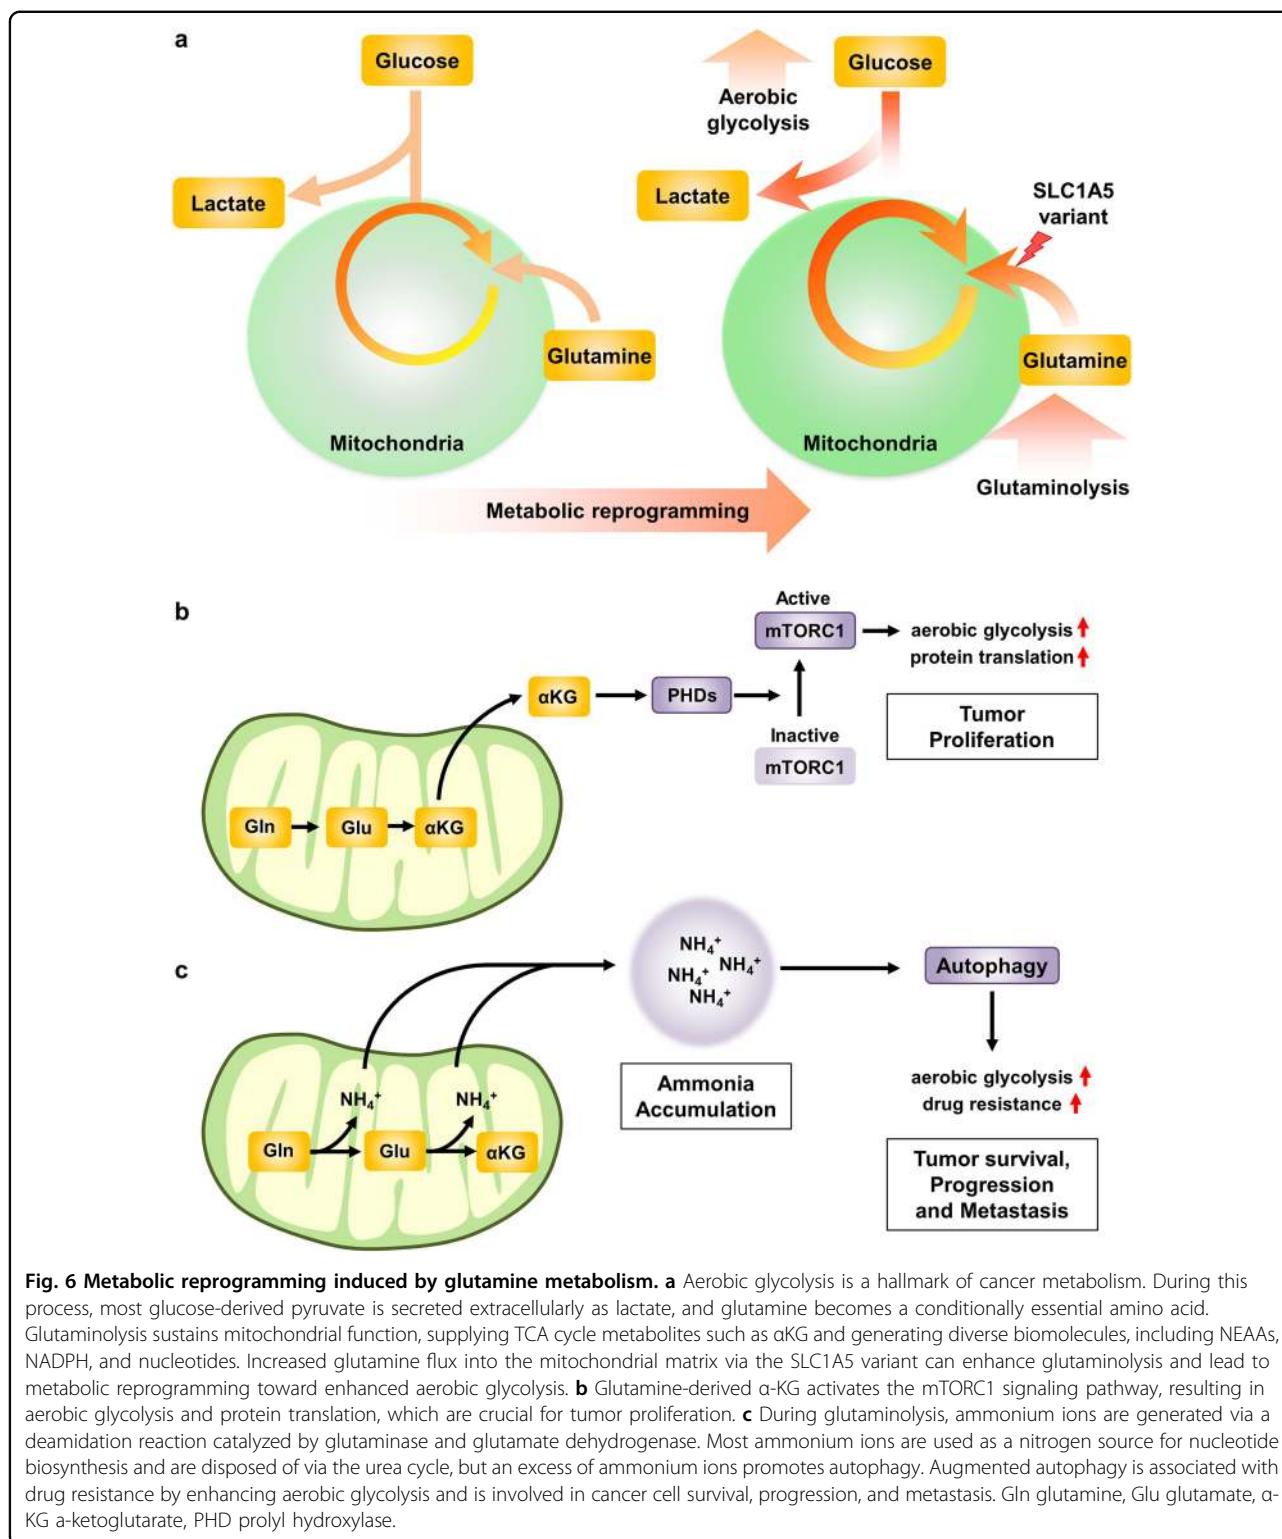 a
Glucose
Lactate
Glutamine
Mitochondria
Aerobic
glycolysis
Glucose
Lactate
SLC1A5
variant
Glutamine
Mitochondria
Glutaminolysis
Metabolic reprogramming
b
Active
mTORC1
aerobic glycolysis
protein translation
αKG
PHDs
Inactive
mTORC1
Tumor
Proliferation
Gln
Glu
αKG
c
NH₄⁺
NH₄⁺
NH₄⁺
NH₄⁺
Autophagy
Ammonia
Accumulation
aerobic glycolysis
drug resistance
NH₄⁺
NH₄⁺
Gln
Glu
αKG
Tumor survival,
Progression
and Metastasis
Fig. 6 Metabolic reprogramming induced by glutamine metabolism. a Aerobic glycolysis is a hallmark of cancer metabolism. During this
process, most glucose-derived pyruvate is secreted extracellularly as lactate, and glutamine becomes a conditionally essential amino acid.
Glutaminolysis sustains mitochondrial function, supplying TCA cycle metabolites such as αKG and generating diverse biomolecules, including NEAAs,
NADPH, and nucleotides. Increased glutamine flux into the mitochondrial matrix via the SLC1A5 variant can enhance glutaminolysis and lead to
metabolic reprogramming toward enhanced aerobic glycolysis. b Glutamine-derived α-KG activates the mTORC1 signaling pathway, resulting in
aerobic glycolysis and protein translation, which are crucial for tumor proliferation. c During glutaminolysis, ammonium ions are generated via a
deamidation reaction catalyzed by glutaminase and glutamate dehydrogenase. Most ammonium ions are used as a nitrogen source for nucleotide
biosynthesis and are disposed of via the urea cycle, but an excess of ammonium ions promotes autophagy. Augmented autophagy is associated with
drug resistance by enhancing aerobic glycolysis and is involved in cancer cell survival, progression, and metastasis. Gln glutamine, Glu glutamate, α-
KG a-ketoglutarate, PHD prolyl hydroxylase.